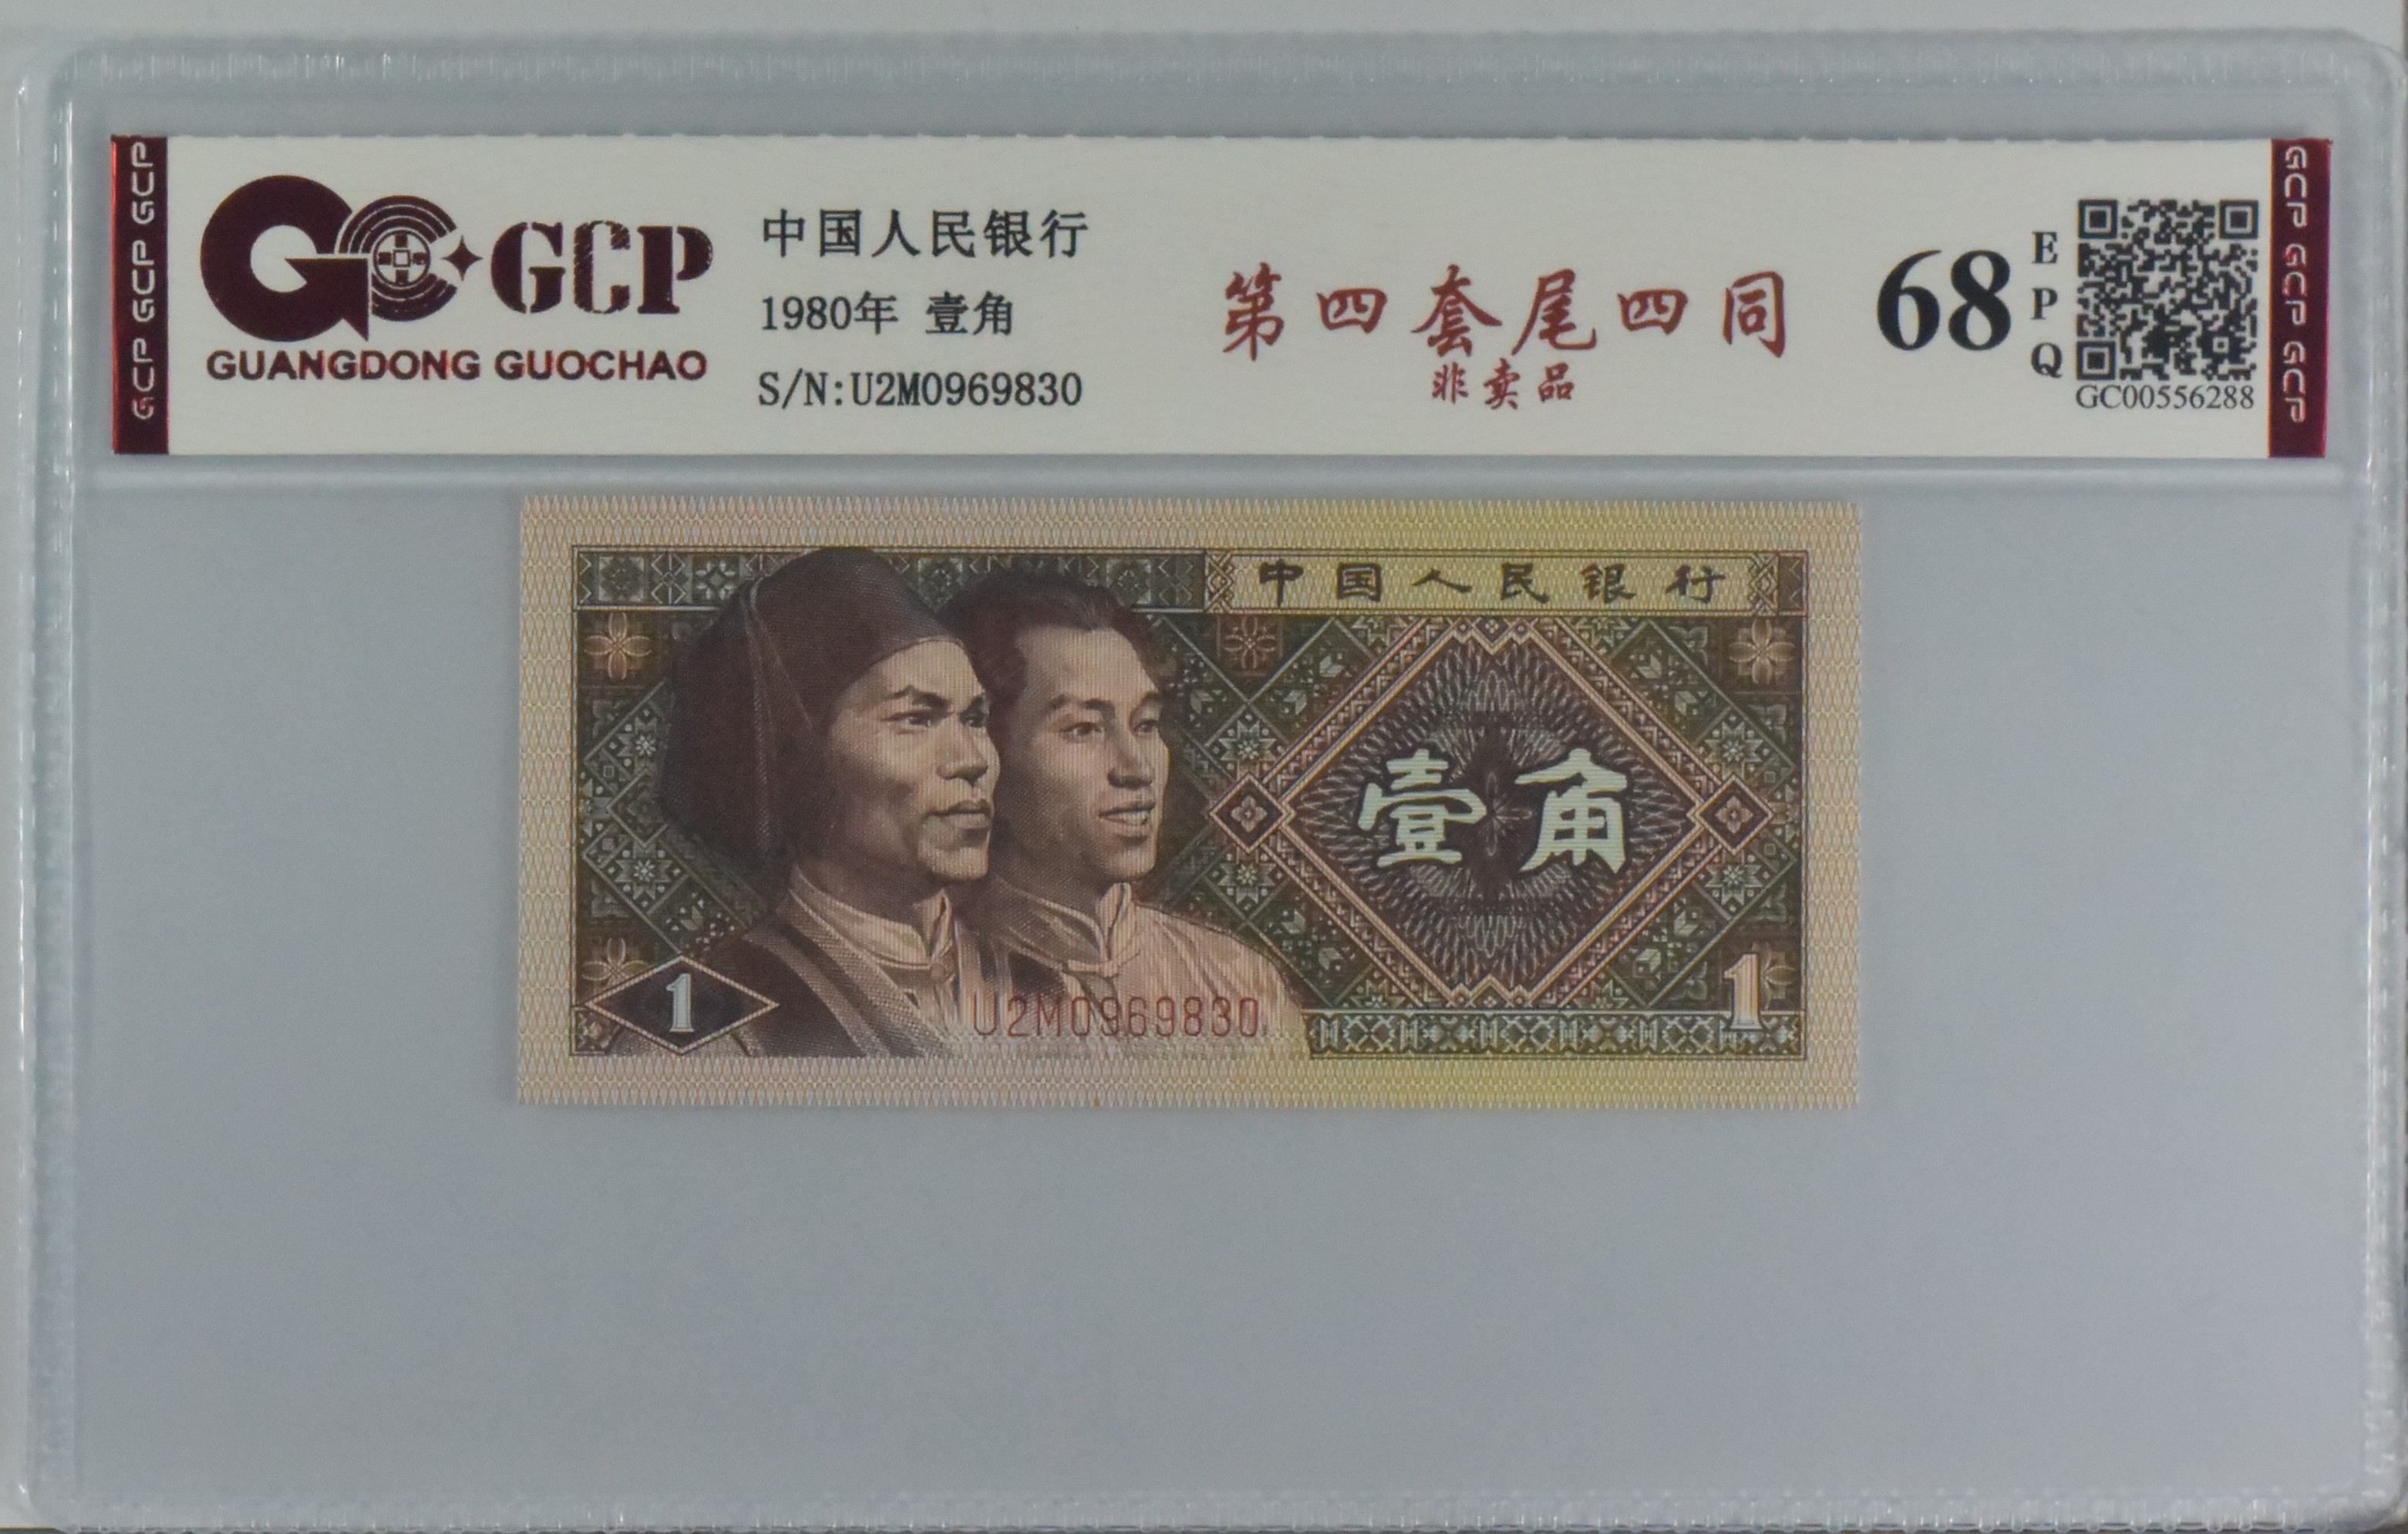 GCP GCP GCP
GCP
GUANGDONG GUOCHAO
中国人民银行
1980年 壹角
S/N:U2M0969830
第四套尾四同
非卖品
68
EPQ
GC00556288
GCP GCP GCP
中国人民银行
壹角
1
U2M0969830
1